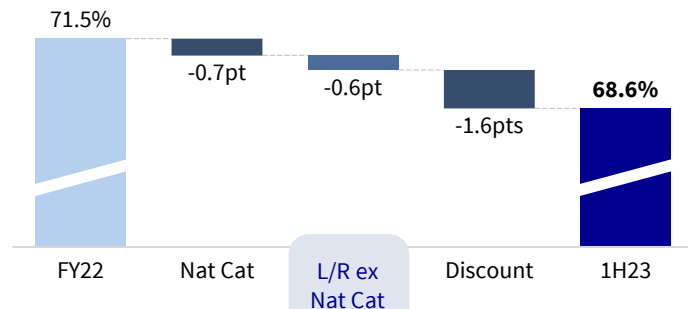 71.5%
-0.7pt
-0.6pt
-1.6pts
68.6%
FY22
Nat Cat
L/R ex
Nat Cat
Discount
1H23